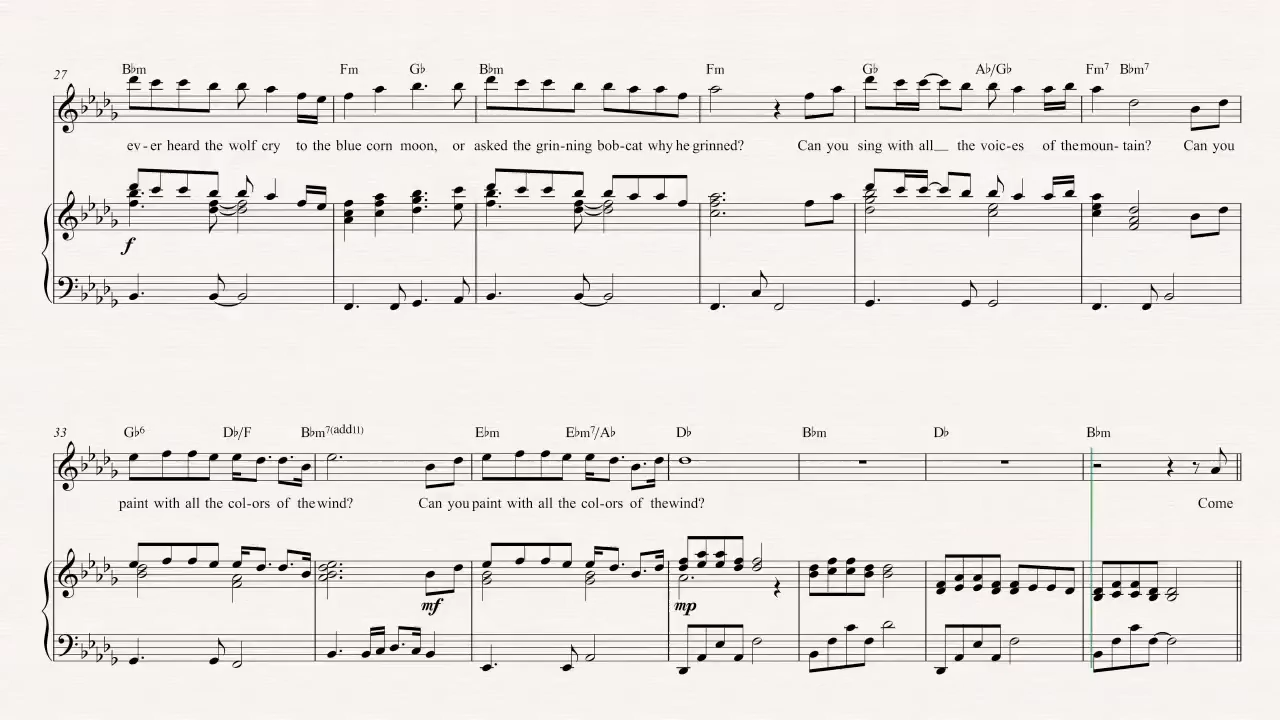 27 B♭m Fm G♭ B♭m Fm G♭ A♭/G♭ Fm7 B♭m7
ev - er heard the wolf cry to the blue corn moon, or asked the grin-ning bob-cat why he grinned? Can you sing with all__ the voic-es of the moun-tain? Can you
f
33 G♭6 D♭/F B♭m7(add11) E♭m E♭m7/A♭ D♭ B♭m D♭ B♭m
paint with all the col-ors of the wind? Can you paint with all the col-ors of the wind? Come
mf mp